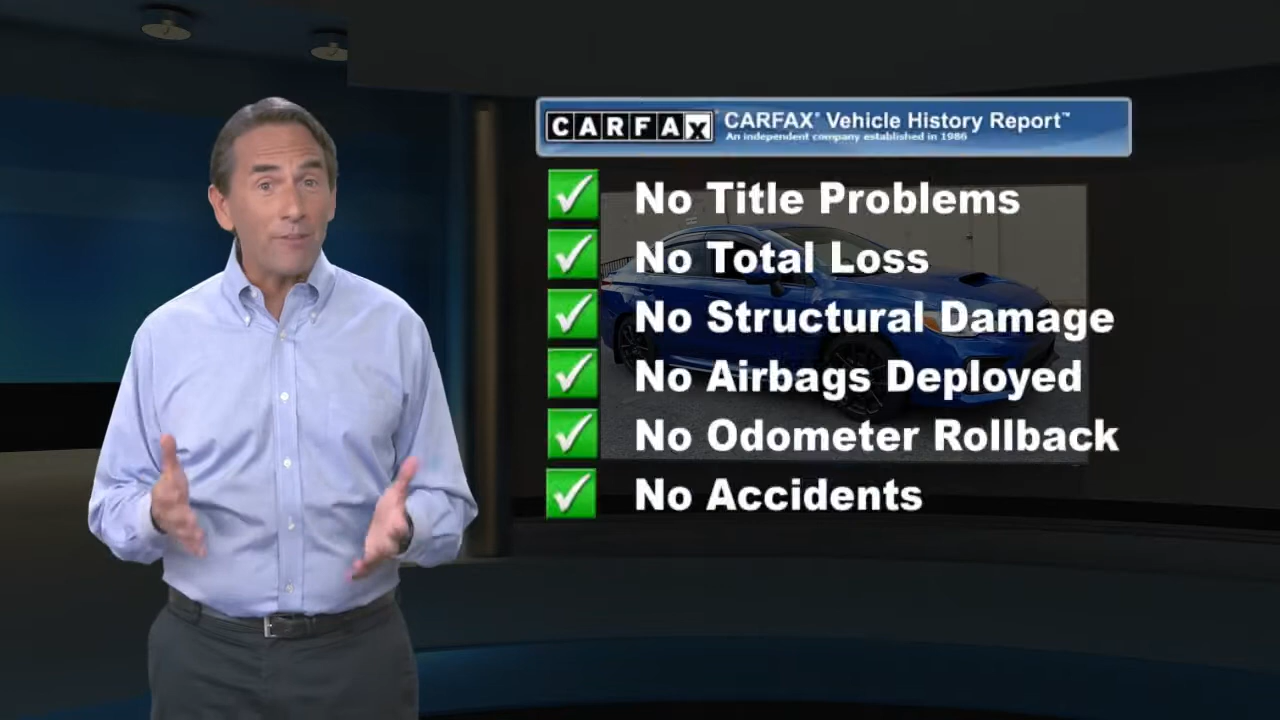 CARFAX® CARFAX® Vehicle History Report™
An independent company established in 1986
No Title Problems
No Total Loss
No Structural Damage
No Airbags Deployed
No Odometer Rollback
No Accidents